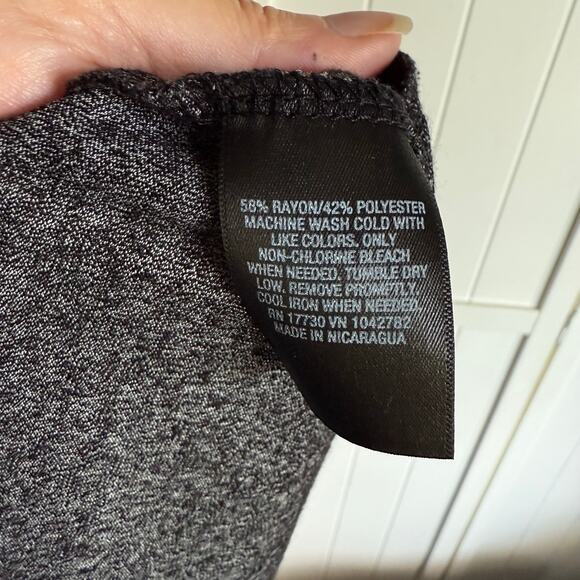 58% RAYON/42% POLYESTER
MACHINE WASH COLD WITH
LIKE COLORS. ONLY
NON-CHLORINE BLEACH
WHEN NEEDED. TUMBLE DRY
LOW. REMOVE PROMPTLY.
COOL IRON WHEN NEEDED.
RN 17730 VN 1042782
MADE IN NICARAGUA